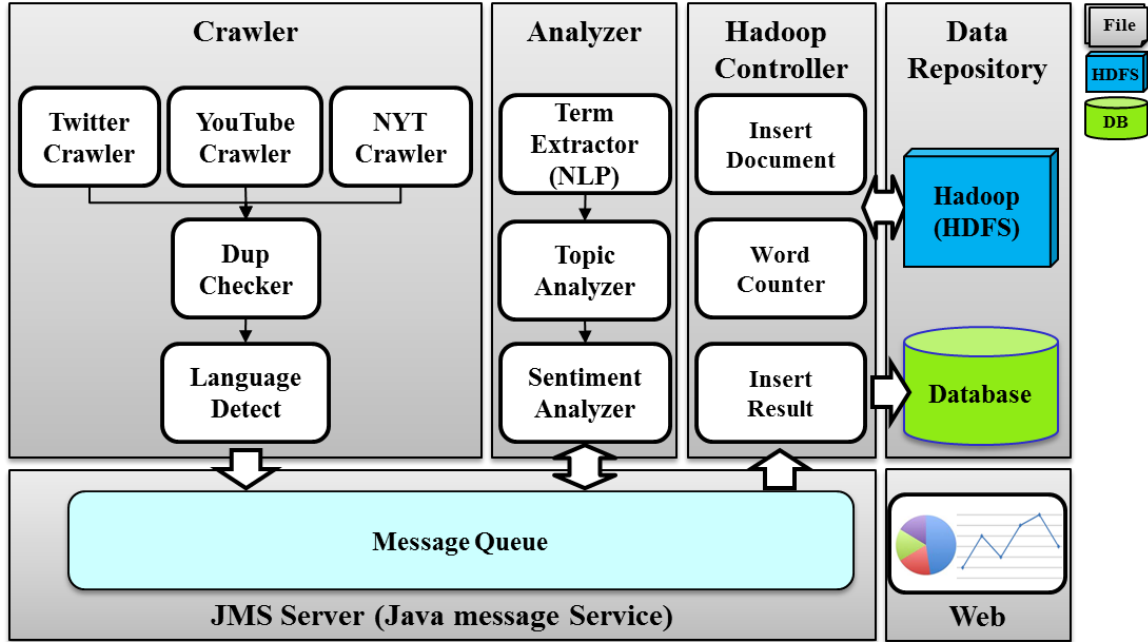 Crawler
Twitter
Crawler
YouTube
Crawler
NYT
Crawler
Dup
Checker
Language
Detect
Analyzer
Term
Extractor
(NLP)
Topic
Analyzer
Sentiment
Analyzer
Hadoop
Controller
Insert
Document
Word
Counter
Insert
Result
Data
Repository
Hadoop
(HDFS)
Database
File
HDFS
DB
Message Queue
JMS Server (Java message Service)
Web